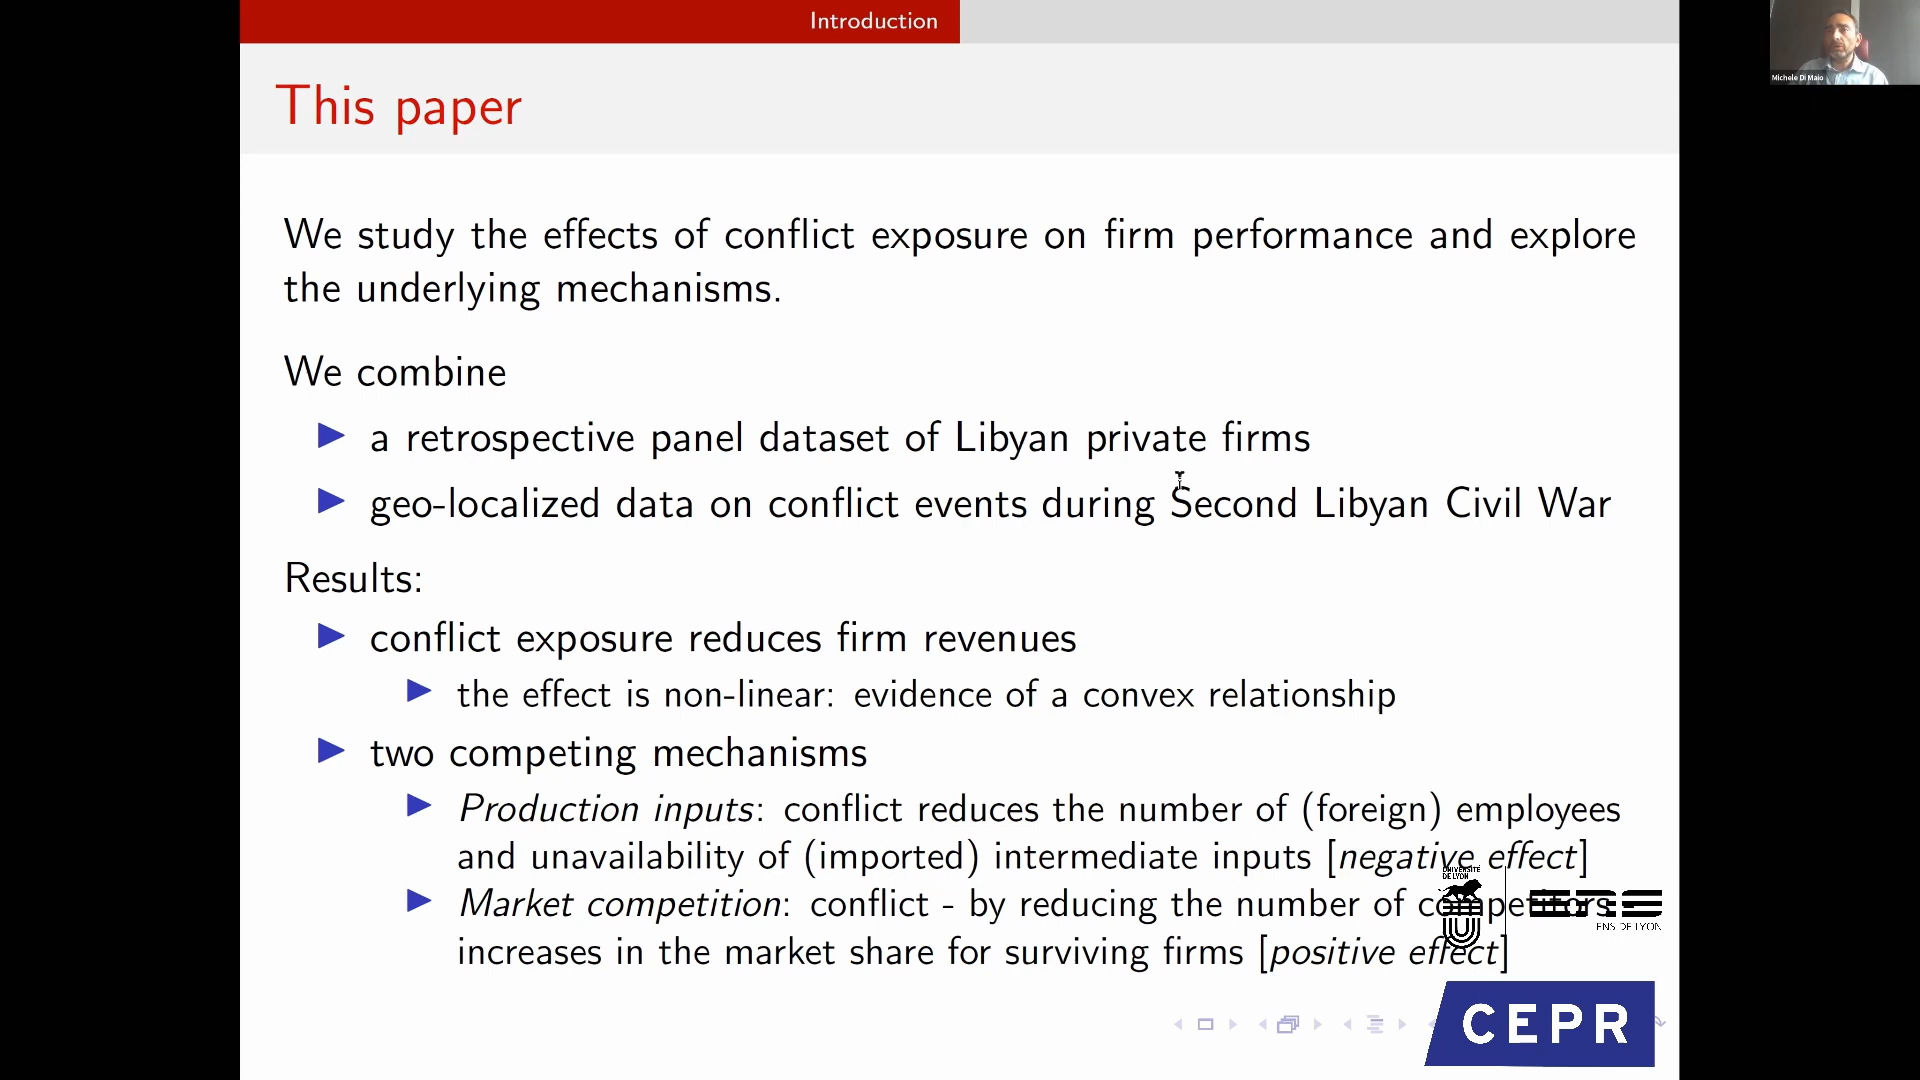 Introduction
Michele Di Maio
This paper
We study the effects of conflict exposure on firm performance and explore
the underlying mechanisms.
We combine
a retrospective panel dataset of Libyan private firms
geo-localized data on conflict events during Second Libyan Civil War
Results:
conflict exposure reduces firm revenues
the effect is non-linear: evidence of a convex relationship
two competing mechanisms
Production inputs: conflict reduces the number of (foreign) employees
and unavailability of (imported) intermediate inputs [negative effect]
Market competition: conflict - by reducing the number of competitors -
increases in the market share for surviving firms [positive effect]
UNIVERSITÉ
DE LYON
ENS
ENS DE LYON
CEPR